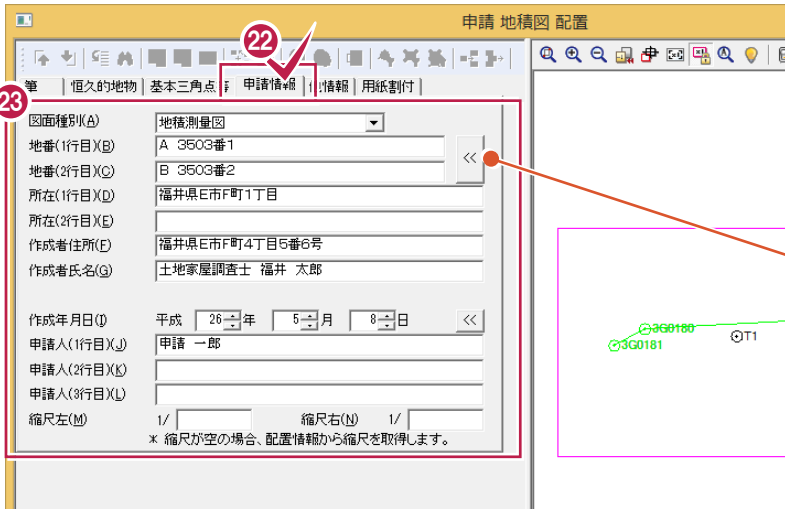 申請 地積図 配置
22
筆 恒久的地物 基本三角点等 申請情報 他情報 用紙割付
23
図面種別(A) 地積測量図
地番(1行目)(B) A 3503番1
<<
地番(2行目)(C) B 3503番2
所在(1行目)(D) 福井県E市F町1丁目
所在(2行目)(E)
作成者住所(F) 福井県E市F町4丁目5番6号
作成者氏名(G) 土地家屋調査士 福井 太郎
作成年月日(I) 平成 26年 5月 8日 <<
申請人(1行目)(J) 申請 一郎
申請人(2行目)(K)
申請人(3行目)(L)
縮尺左(M) 1/ 縮尺右(N) 1/
* 縮尺が空の場合、配置情報から縮尺を取得します。
3G0180
T1
3G0181